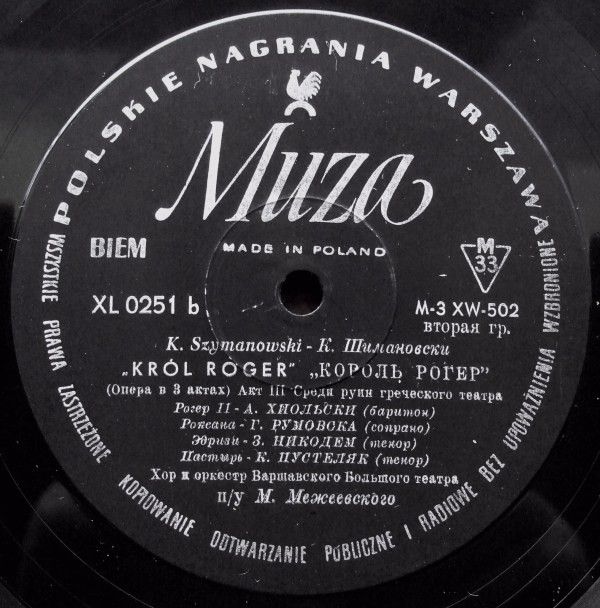 POLSKIE NAGRANIA WARSZAWA
Muza
BIEM
MADE IN POLAND
M
33
XL 0251 b
M-3 XW-502
вторая гр.
K. Szymanowski - К. Шимановски
„KRÓL ROGER” „КОРОЛЬ РОГЕР”
(Опера в 3 актах) Акт III Среди руин греческого театра
Рогер II - А. ХИОЛЬСКИ (баритон)
Роксана - Г. РУМОВСКА (сопрано)
Эдризи - З. НИКОДЕМ (тенор)
Пастырь - К. ПУСТЕЛЯК (тенор)
Хор и оркестр Варшавского Большого театра
п/у М. Межеевского
WSZYSTKIE PRAWA ZASTRZEŻONE KOPIOWANIE ODTWARZANIE PUBLICZNE I RADIOWE BEZ UPOWAŻNIENIA WZBRONIONE